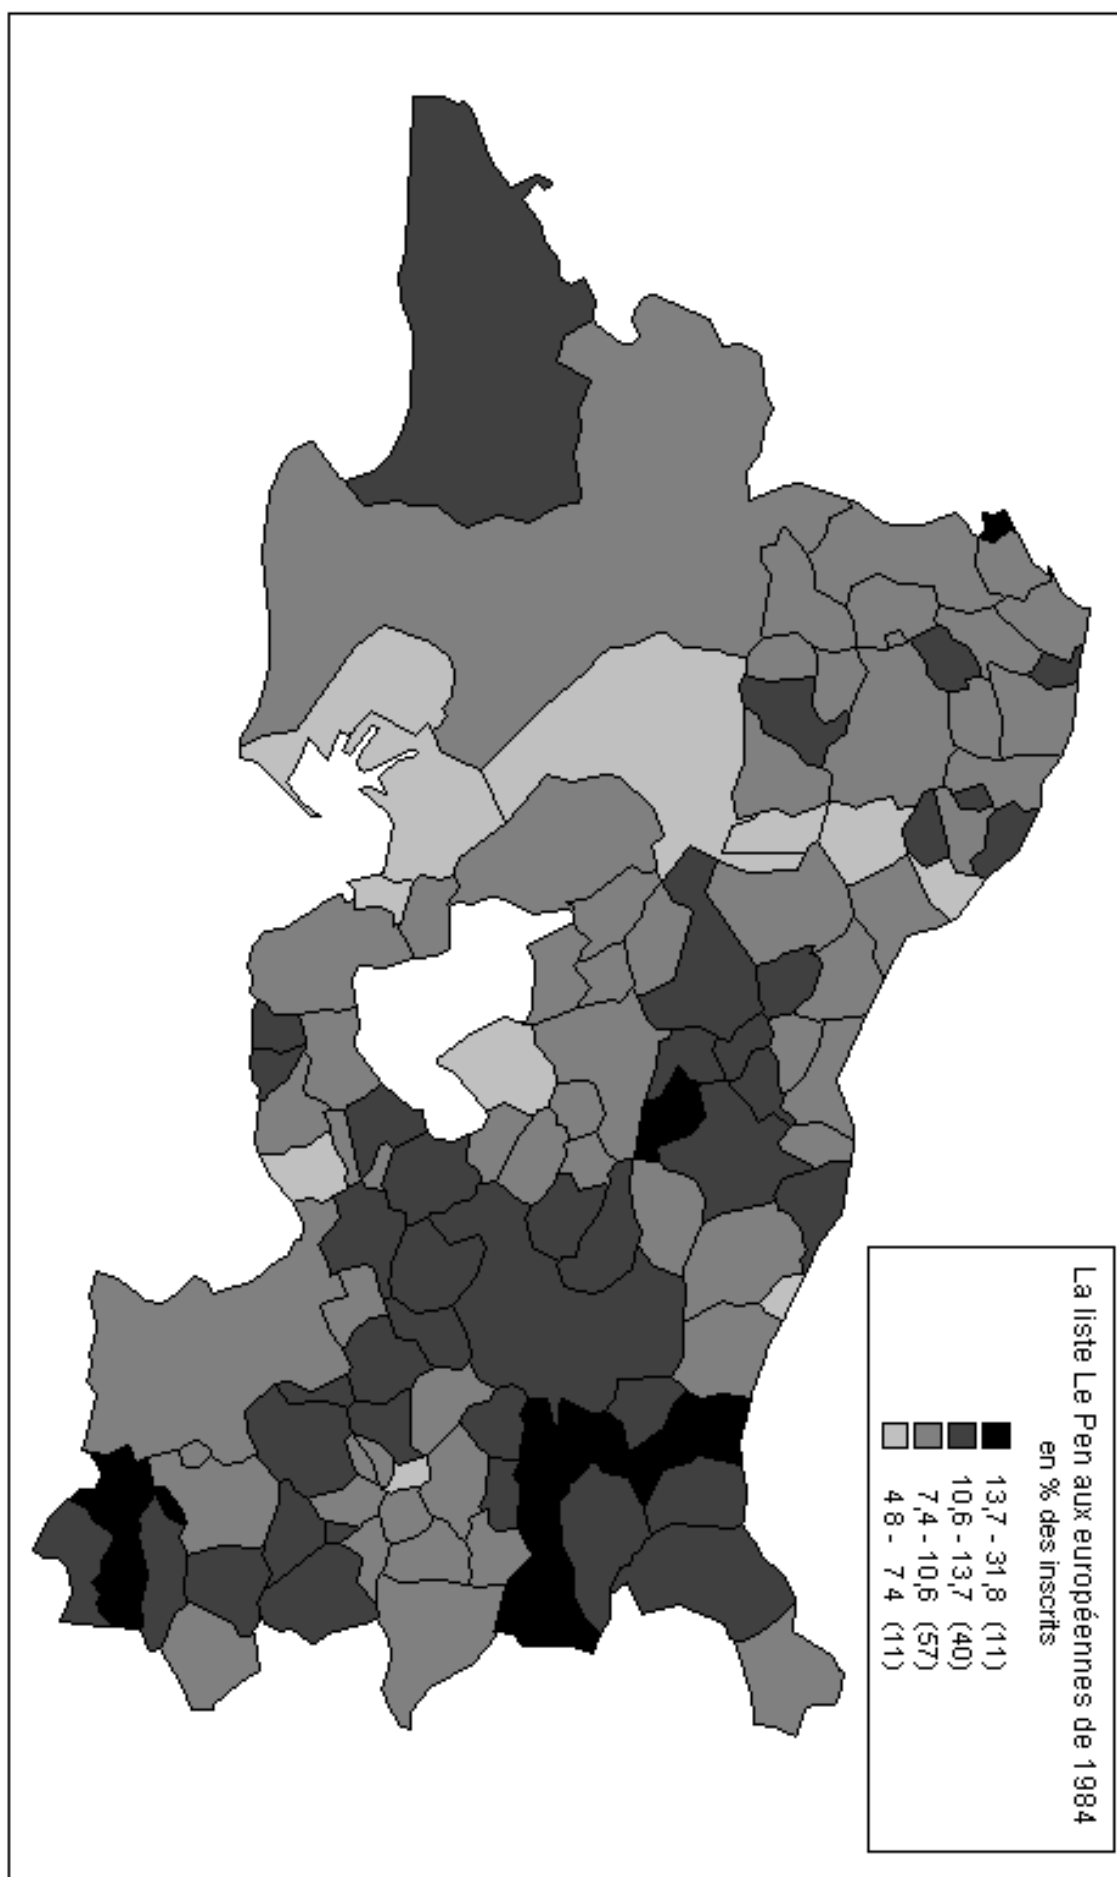 La liste Le Pen aux européennes de 1984
en % des inscrits
13,7 - 31,8 (11)
10,6 - 13,7 (40)
7,4 - 10,6 (57)
4,8 - 7,4 (11)